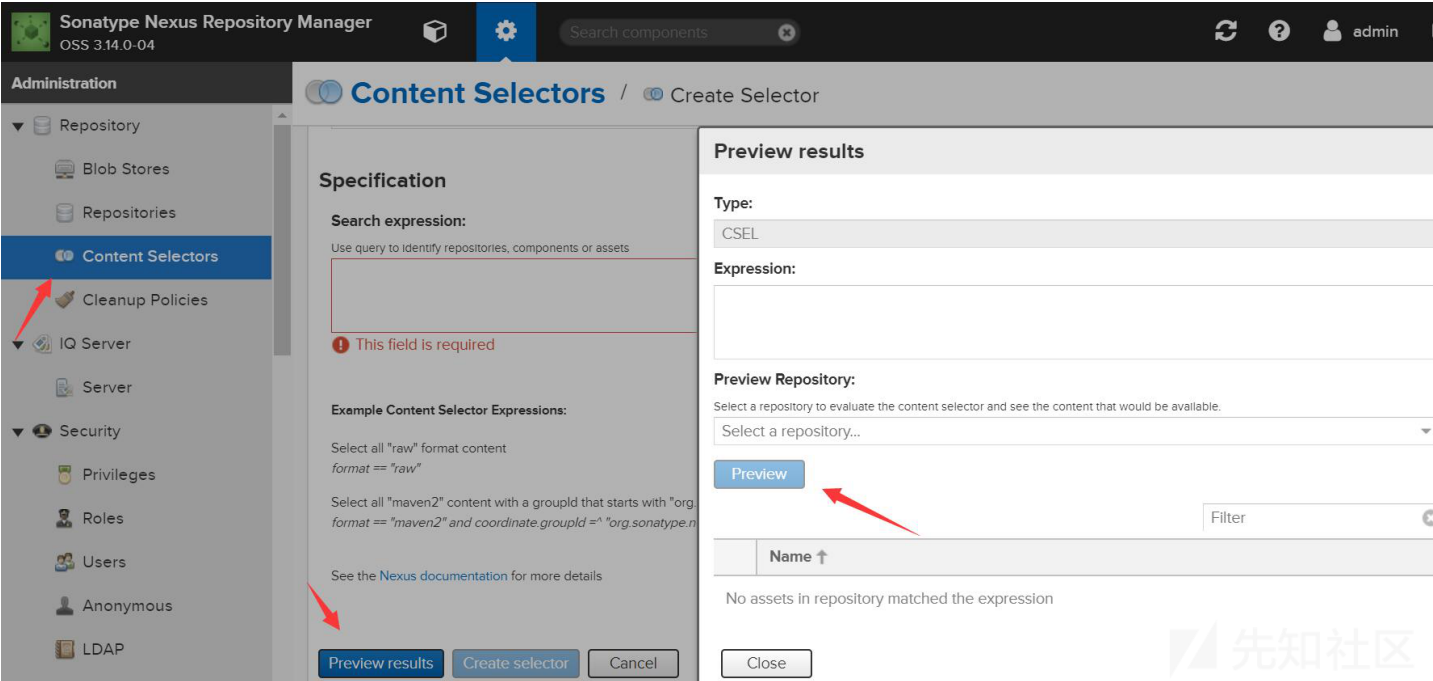 Sonatype Nexus Repository Manager
OSS 3.14.0-04
Search components
admin
Administration
Repository
Blob Stores
Repositories
Content Selectors
Cleanup Policies
IQ Server
Server
Security
Privileges
Roles
Users
Anonymous
LDAP
Content Selectors / Create Selector
Specification
Search expression:
Use query to identify repositories, components or assets
This field is required
Example Content Selector Expressions:
Select all "raw" format content
format == "raw"
Select all "maven2" content with a groupId that starts with "org.
format == "maven2" and coordinate.groupId =^ "org.sonatype.n
See the Nexus documentation for more details
Preview results
Create selector
Cancel
Preview results
Type:
CSEL
Expression:
Preview Repository:
Select a repository to evaluate the content selector and see the content that would be available.
Select a repository...
Preview
Filter
Name
No assets in repository matched the expression
Close
先知社区